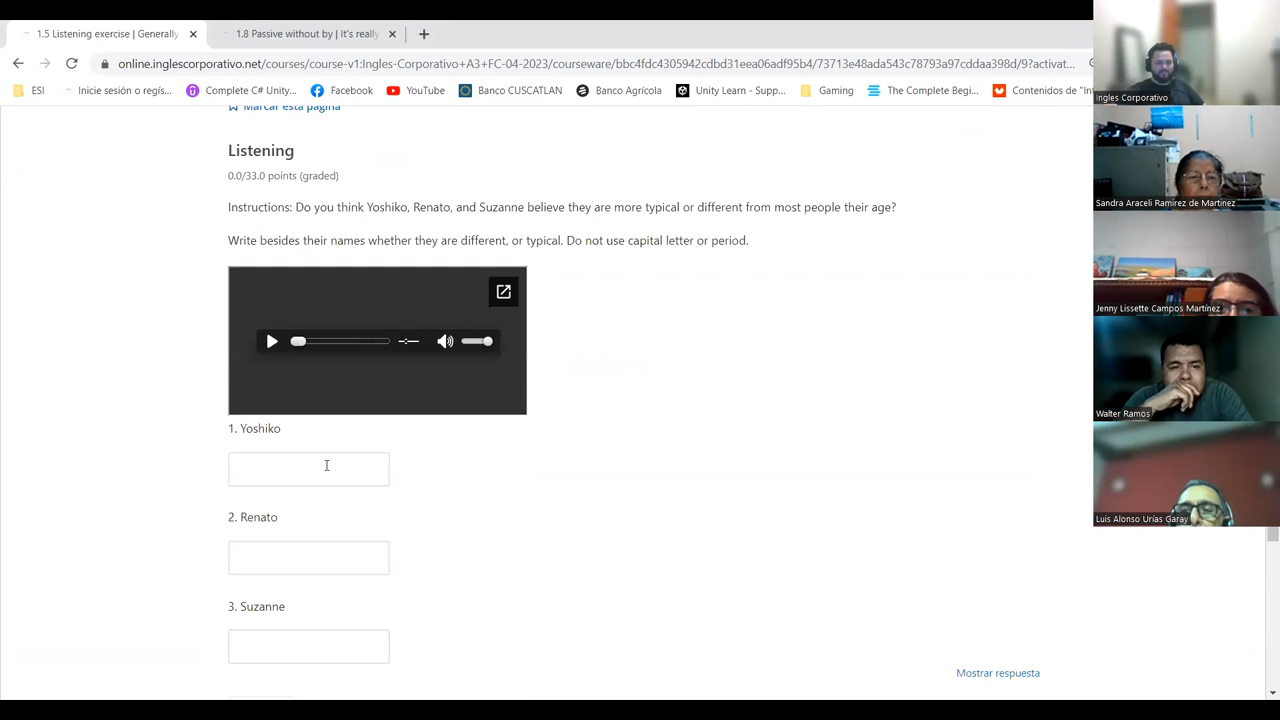 1.5 Listening exercise | Generally
1.8 Passive without by | It's really
online.inglescorporativo.net/courses/course-v1:Ingles-Corporativo+A3+FC-04-2023/courseware/bbc4fdc4305942cdbd31eea06adf95b4/73713e48ada543c78793a97cddaa398d/9?activat...
ESI
Inicie sesión o regís...
Complete C# Unity...
Facebook
YouTube
Banco CUSCATLAN
Banco Agrícola
Unity Learn - Supp...
Gaming
The Complete Begi...
Contenidos de "Int
Marcar esta página
Listening
0.0/33.0 points (graded)
Instructions: Do you think Yoshiko, Renato, and Suzanne believe they are more typical or different from most people their age?
Write besides their names whether they are different, or typical. Do not use capital letter or period.
1. Yoshiko
2. Renato
3. Suzanne
Mostrar respuesta
Ingles Corporativo
Sandra Araceli Ramírez de Martinez
Jenny Lissette Campos Martínez
Walter Ramos
Luis Alonso Urías Garay